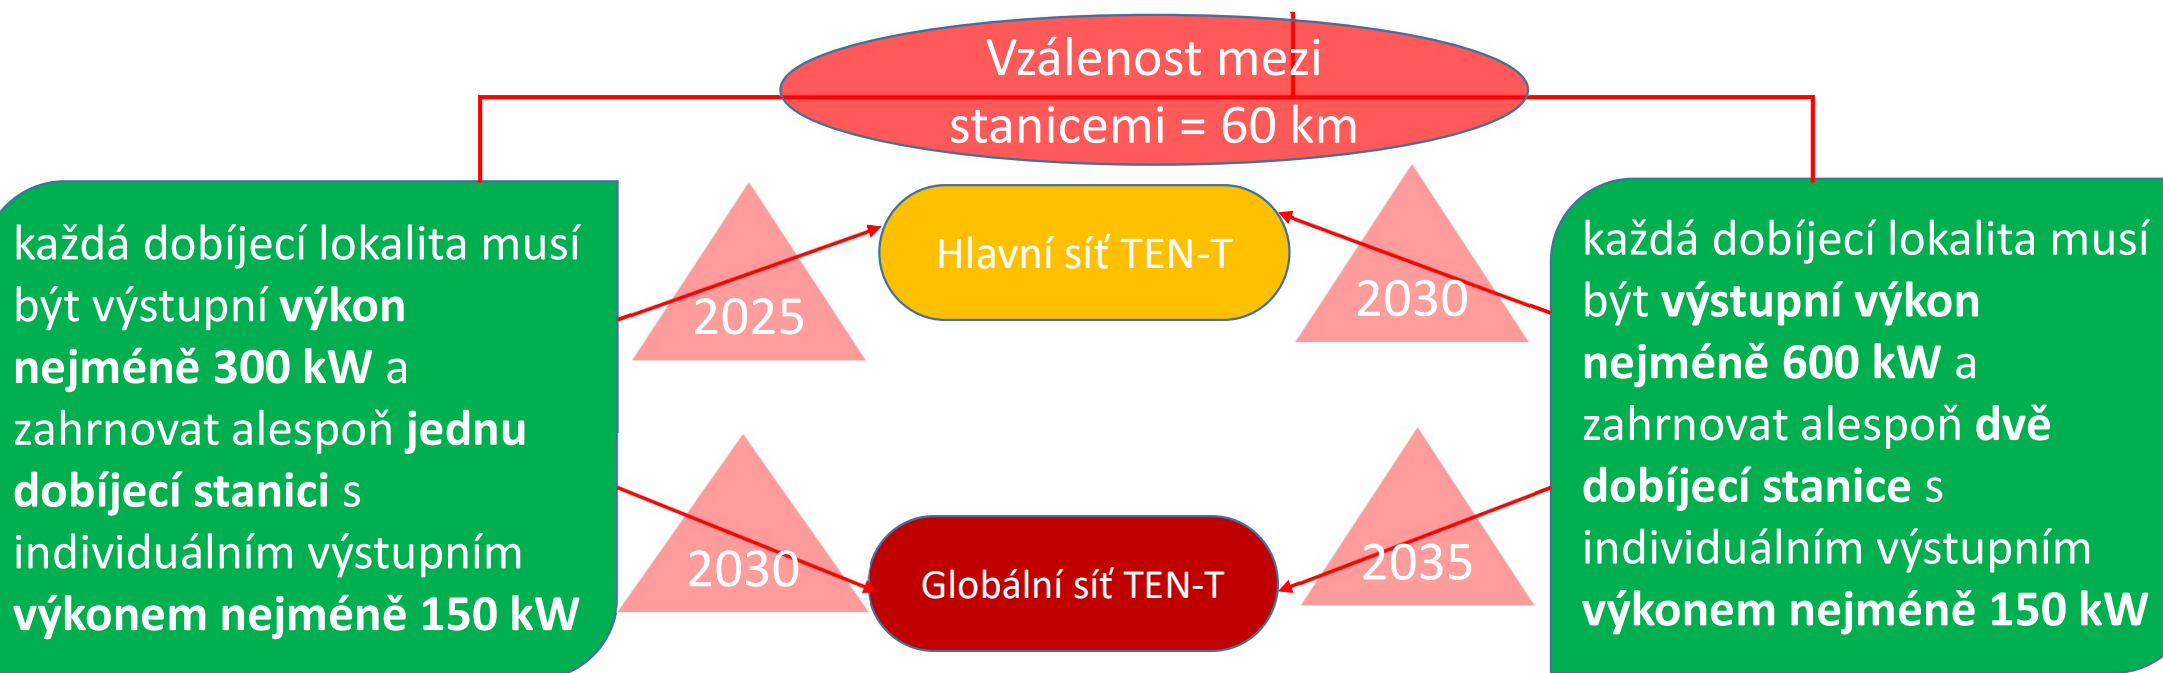 Vzálenost mezi
stanicemi = 60 km
každá dobíjecí lokalita musí
být výstupní výkon
nejméně 300 kW a
zahrnovat alespoň jednu
dobíjecí stanici s
individuálním výstupním
výkonem nejméně 150 kW
2025
Hlavní síť TEN-T
2030
2030
Globální síť TEN-T
2035
každá dobíjecí lokalita musí
být výstupní výkon
nejméně 600 kW a
zahrnovat alespoň dvě
dobíjecí stanice s
individuálním výstupním
výkonem nejméně 150 kW